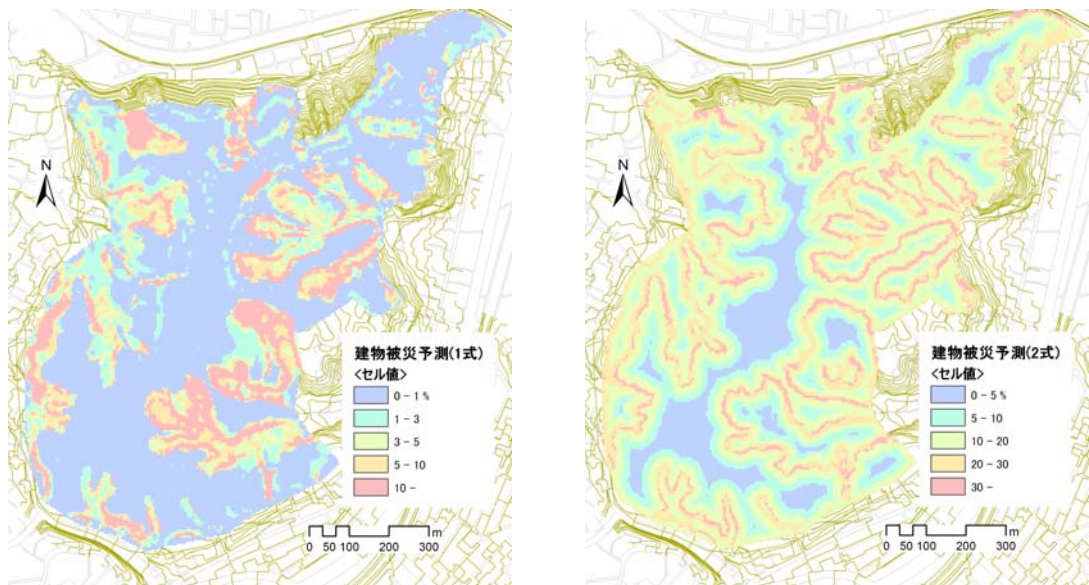 N
建物被災予測(1式)
<セル値>
0 - 1 %
1 - 3
3 - 5
5 - 10
10 -
0 50 100 200 300 m
N
建物被災予測(2式)
<セル値>
0 - 5 %
5 - 10
10 - 20
20 - 30
30 -
0 50 100 200 300 m